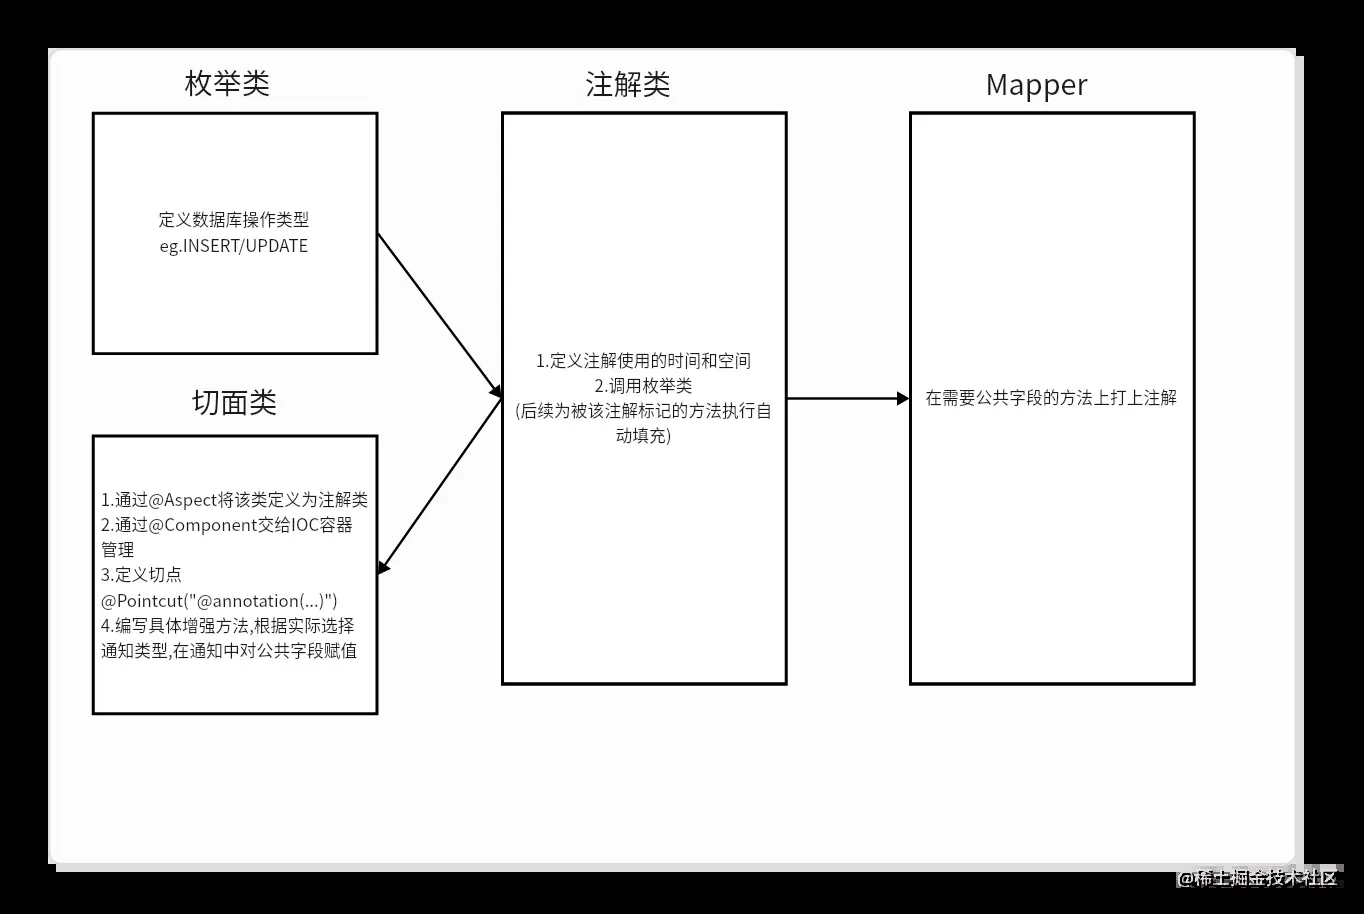 枚举类
定义数据库操作类型
eg.INSERT/UPDATE
切面类
1.通过@Aspect将该类定义为注解类
2.通过@Component交给IOC容器
管理
3.定义切点
@Pointcut("@annotation(...)")
4.编写具体增强方法,根据实际选择
通知类型,在通知中对公共字段赋值
注解类
1.定义注解使用的时间和空间
2.调用枚举类
(后续为被该注解标记的方法执行自
动填充)
Mapper
在需要公共字段的方法上打上注解
@稀土掘金技术社区